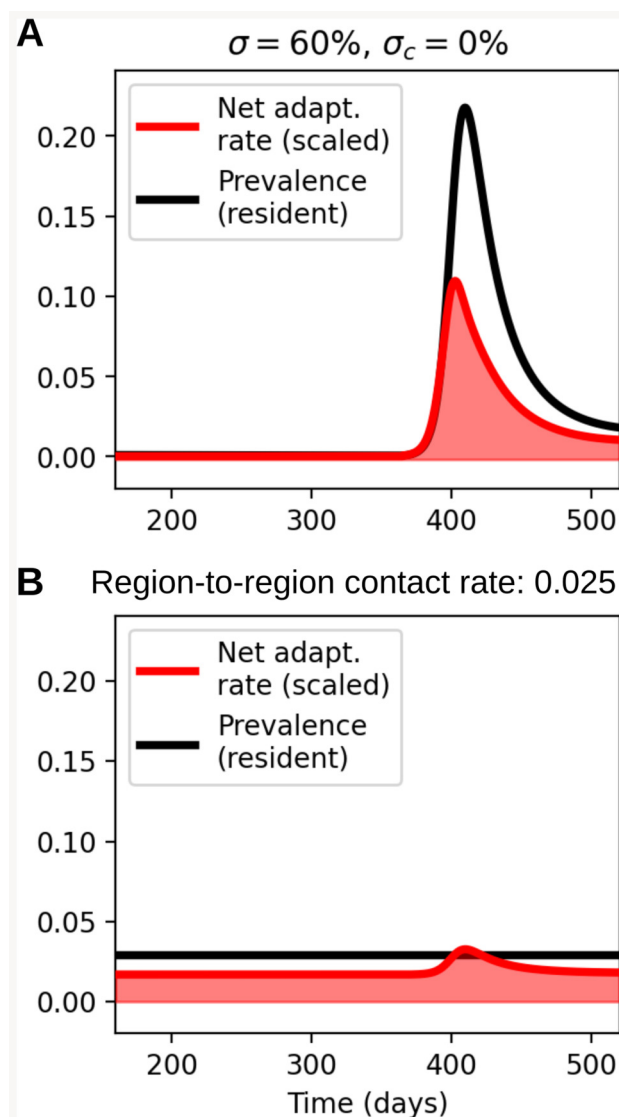 A
σ = 60%, σc = 0%
Net adapt.
rate (scaled)
Prevalence
(resident)
0.20
0.15
0.10
0.05
0.00
200 300 400 500
B Region-to-region contact rate: 0.025
Net adapt.
rate (scaled)
Prevalence
(resident)
0.20
0.15
0.10
0.05
0.00
200 300 400 500
Time (days)